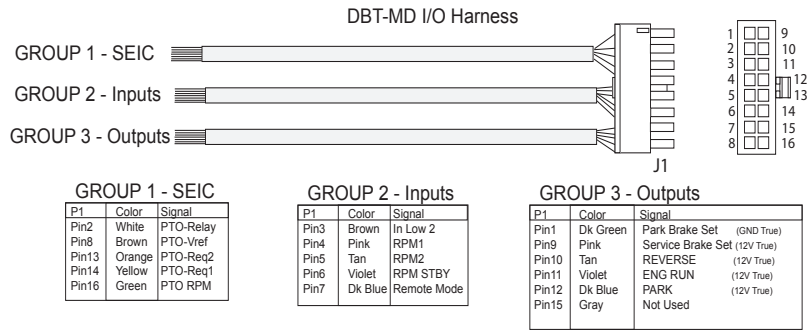 DBT-MD I/O Harness
GROUP 1 - SEIC
GROUP 2 - Inputs
GROUP 3 - Outputs
J1
1 9
2 10
3 11
4 12
5 13
6 14
7 15
8 16
GROUP 1 - SEIC
P1 Color Signal
Pin2 White PTO-Relay
Pin8 Brown PTO-Vref
Pin13 Orange PTO-Req2
Pin14 Yellow PTO-Req1
Pin16 Green PTO RPM
GROUP 2 - Inputs
P1 Color Signal
Pin3 Brown In Low 2
Pin4 Pink RPM1
Pin5 Tan RPM2
Pin6 Violet RPM STBY
Pin7 Dk Blue Remote Mode
GROUP 3 - Outputs
P1 Color Signal
Pin1 Dk Green Park Brake Set (GND True)
Pin9 Pink Service Brake Set (12V True)
Pin10 Tan REVERSE (12V True)
Pin11 Violet ENG RUN (12V True)
Pin12 Dk Blue PARK (12V True)
Pin15 Gray Not Used